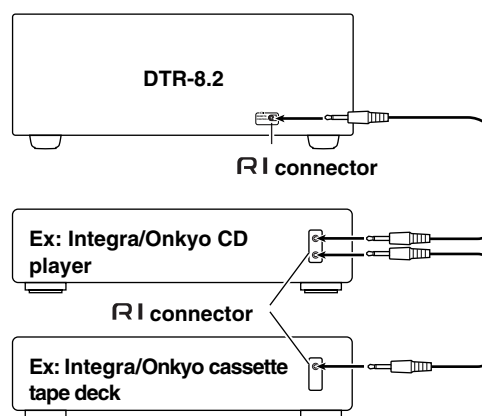 DTR-8.2
RI connector
Ex: Integra/Onkyo CD
player
RI connector
Ex: Integra/Onkyo cassette
tape deck